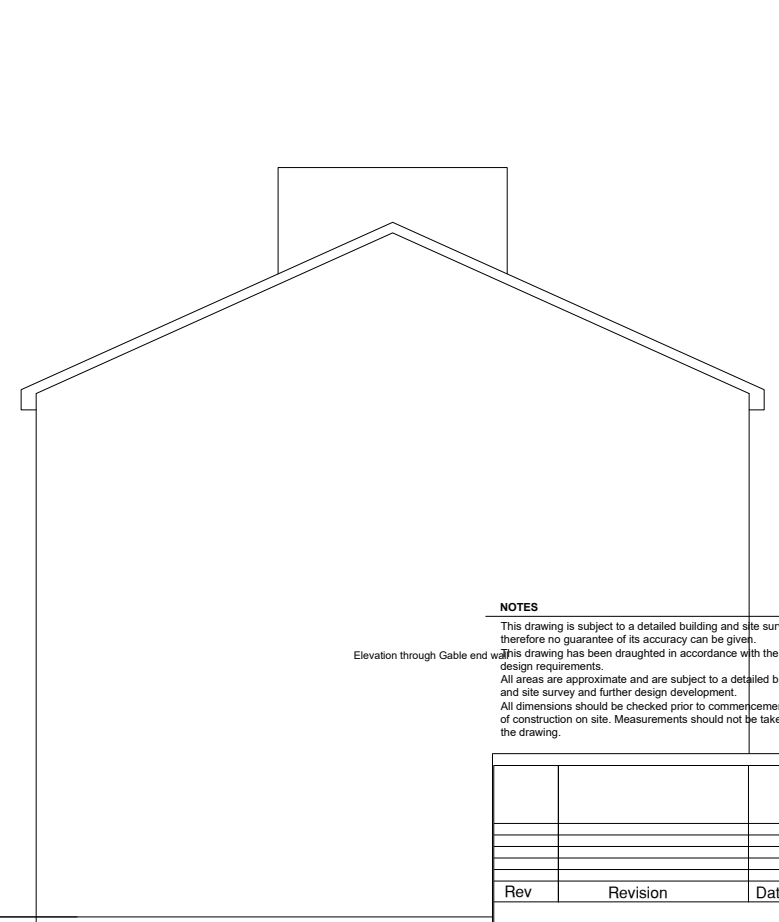 NOTES
This drawing is subject to a detailed building and site sur
therefore no guarantee of its accuracy can be given.
Elevation through Gable end wall
This drawing has been draughted in accordance with the
design requirements.
All areas are approximate and are subject to a detailed b
and site survey and further design development.
All dimensions should be checked prior to commenceme
of construction on site. Measurements should not be take
the drawing.
Rev Revision Dat